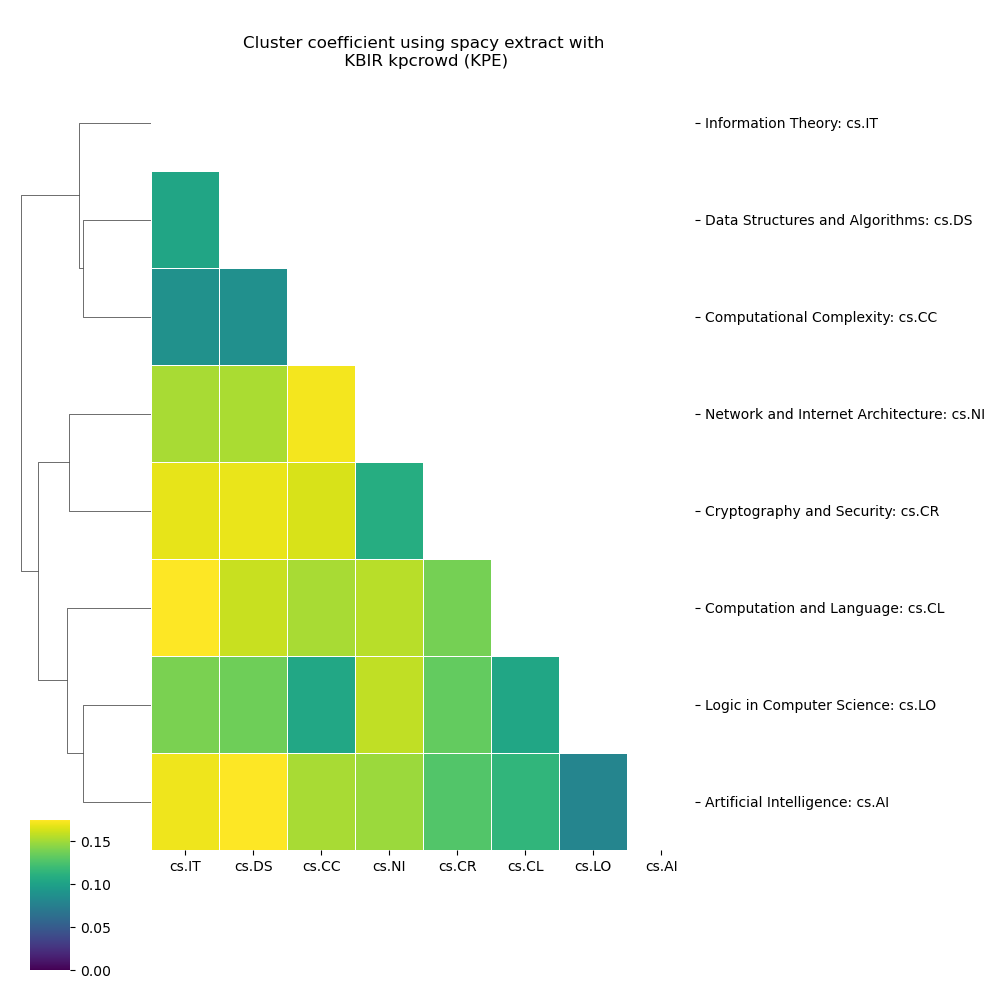 Cluster coefficient using spacy extract with
KBIR kpcrowd (KPE)
Information Theory: cs.IT
Data Structures and Algorithms: cs.DS
Computational Complexity: cs.CC
Network and Internet Architecture: cs.NI
Cryptography and Security: cs.CR
Computation and Language: cs.CL
Logic in Computer Science: cs.LO
Artificial Intelligence: cs.AI
cs.IT cs.DS cs.CC cs.NI cs.CR cs.CL cs.LO cs.AI
0.15
0.10
0.05
0.00